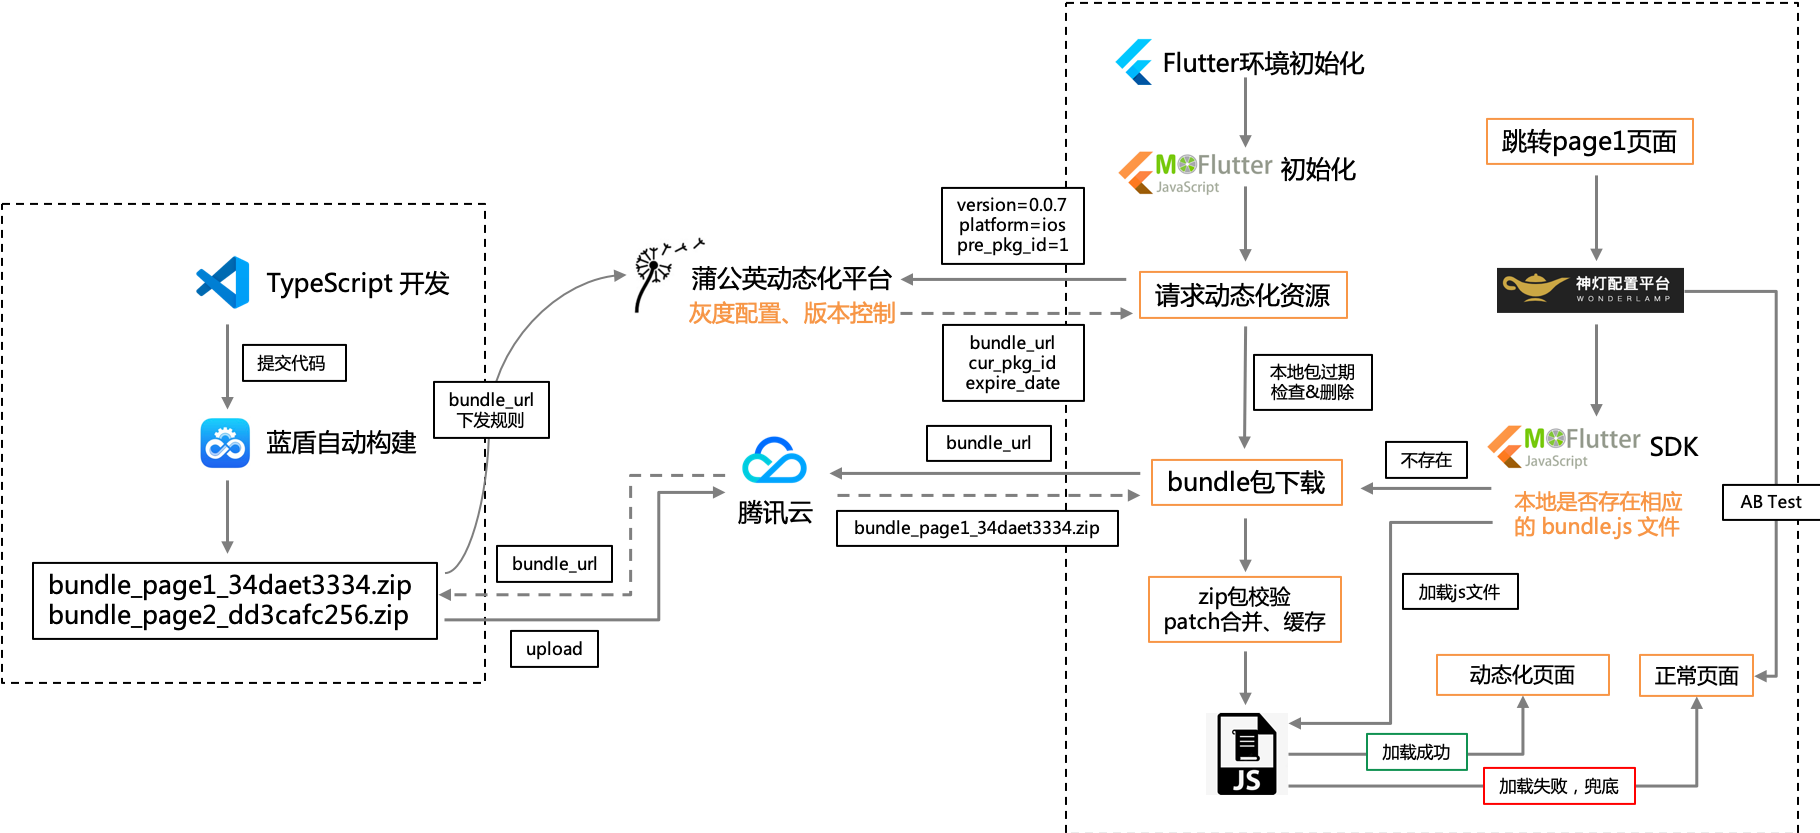 TypeScript 开发
提交代码
蓝盾自动构建
bundle_page1_34daet3334.zip
bundle_page2_dd3cafc256.zip
bundle_url
下发规则
bundle_url
upload
蒲公英动态化平台
灰度配置、版本控制
腾讯云
version=0.0.7
platform=ios
pre_pkg_id=1
bundle_url
cur_pkg_id
expire_date
bundle_url
bundle_page1_34daet3334.zip
Flutter环境初始化
MOFlutter
JavaScript
初始化
请求动态化资源
本地包过期
检查&删除
bundle包下载
zip包校验
patch合并、缓存
JS
跳转page1页面
神灯配置平台
WONDERLAMP
MOFlutter
JavaScript
SDK
本地是否存在相应
的 bundle.js 文件
不存在
加载js文件
AB Test
动态化页面
正常页面
加载成功
加载失败，兜底